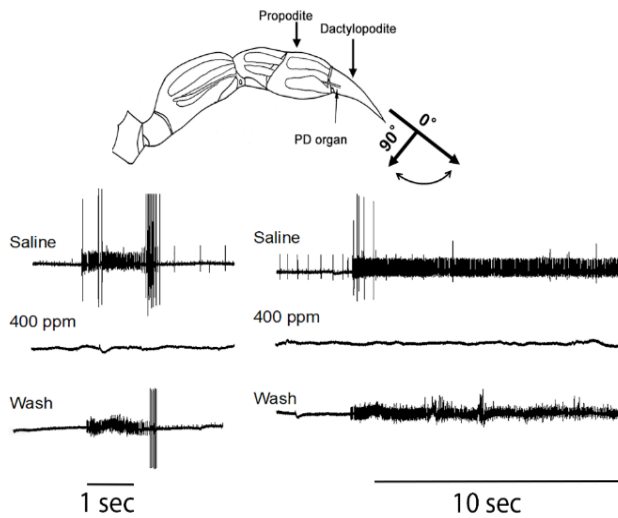 Propodite
Dactylopodite
PD organ
0°
90°
Saline
Saline
400 ppm
400 ppm
Wash
Wash
1 sec
10 sec